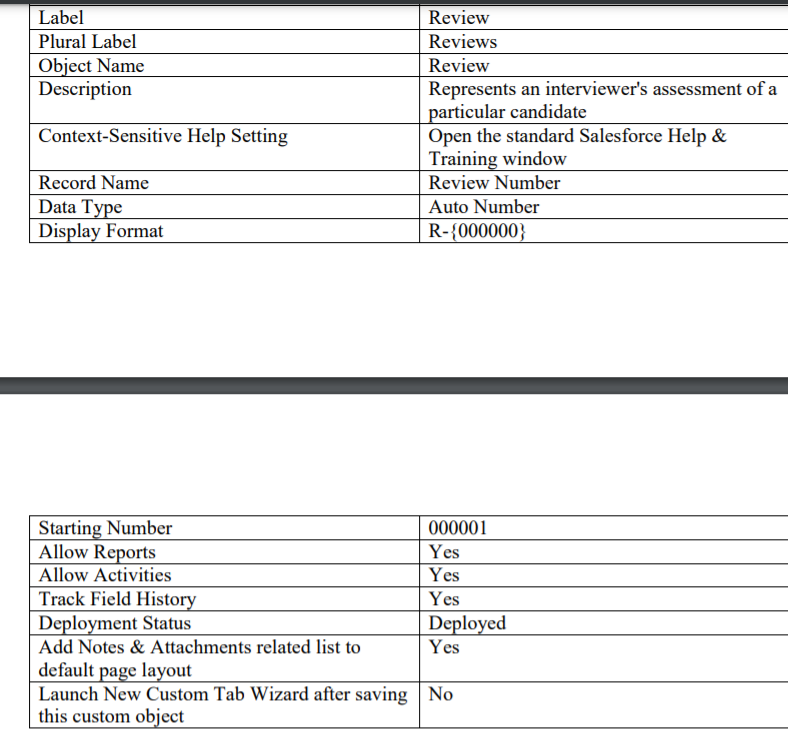 Label Review
Plural Label Reviews
Object Name Review
Description Represents an interviewer's assessment of a
particular candidate
Context-Sensitive Help Setting Open the standard Salesforce Help &
Training window
Record Name Review Number
Data Type Auto Number
Display Format R-{000000}
Starting Number 000001
Allow Reports Yes
Allow Activities Yes
Track Field History Yes
Deployment Status Deployed
Add Notes & Attachments related list to Yes
default page layout
Launch New Custom Tab Wizard after saving No
this custom object